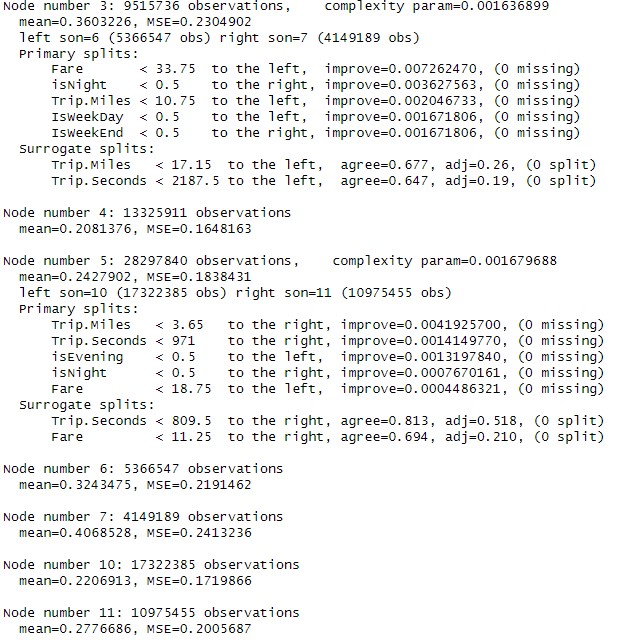 Node number 3: 9515736 observations,    complexity param=0.001636899
  mean=0.3603226, MSE=0.2304902
  left son=6 (5366547 obs) right son=7 (4149189 obs)
  Primary splits:
      Fare       < 33.75  to the left,  improve=0.007262470, (0 missing)
      isNight    < 0.5    to the right, improve=0.003627563, (0 missing)
      Trip.Miles < 10.75  to the left,  improve=0.002046733, (0 missing)
      IsWeekDay  < 0.5    to the left,  improve=0.001671806, (0 missing)
      IsWeekEnd  < 0.5    to the right, improve=0.001671806, (0 missing)
  Surrogate splits:
      Trip.Miles   < 17.15  to the left,  agree=0.677, adj=0.26, (0 split)
      Trip.Seconds < 2187.5 to the left,  agree=0.647, adj=0.19, (0 split)

Node number 4: 13325911 observations
  mean=0.2081376, MSE=0.1648163

Node number 5: 28297840 observations,    complexity param=0.001679688
  mean=0.2427902, MSE=0.1838431
  left son=10 (17322385 obs) right son=11 (10975455 obs)
  Primary splits:
      Trip.Miles   < 3.65   to the right, improve=0.0041925700, (0 missing)
      Trip.Seconds < 971    to the right, improve=0.0014149770, (0 missing)
      isEvening    < 0.5    to the left,  improve=0.0013197840, (0 missing)
      isNight      < 0.5    to the right, improve=0.0007670161, (0 missing)
      Fare         < 18.75  to the left,  improve=0.0004486321, (0 missing)
  Surrogate splits:
      Trip.Seconds < 809.5  to the right, agree=0.813, adj=0.518, (0 split)
      Fare         < 11.25  to the right, agree=0.694, adj=0.210, (0 split)

Node number 6: 5366547 observations
  mean=0.3243475, MSE=0.2191462

Node number 7: 4149189 observations
  mean=0.4068528, MSE=0.2413236

Node number 10: 17322385 observations
  mean=0.2206913, MSE=0.1719866

Node number 11: 10975455 observations
  mean=0.2776686, MSE=0.2005687